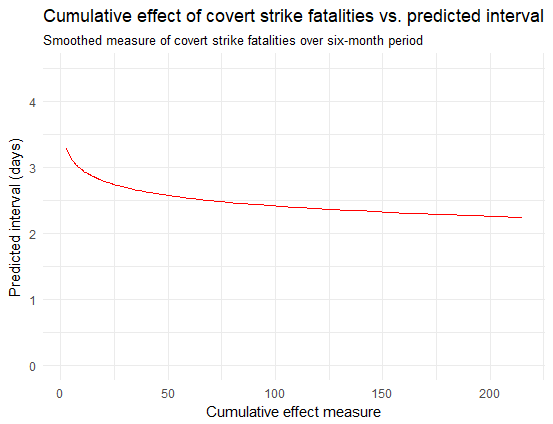 Cumulative effect of covert strike fatalities vs. predicted interval
Smoothed measure of covert strike fatalities over six-month period
Predicted interval (days)
4
3
2
1
0
0 50 100 150 200
Cumulative effect measure